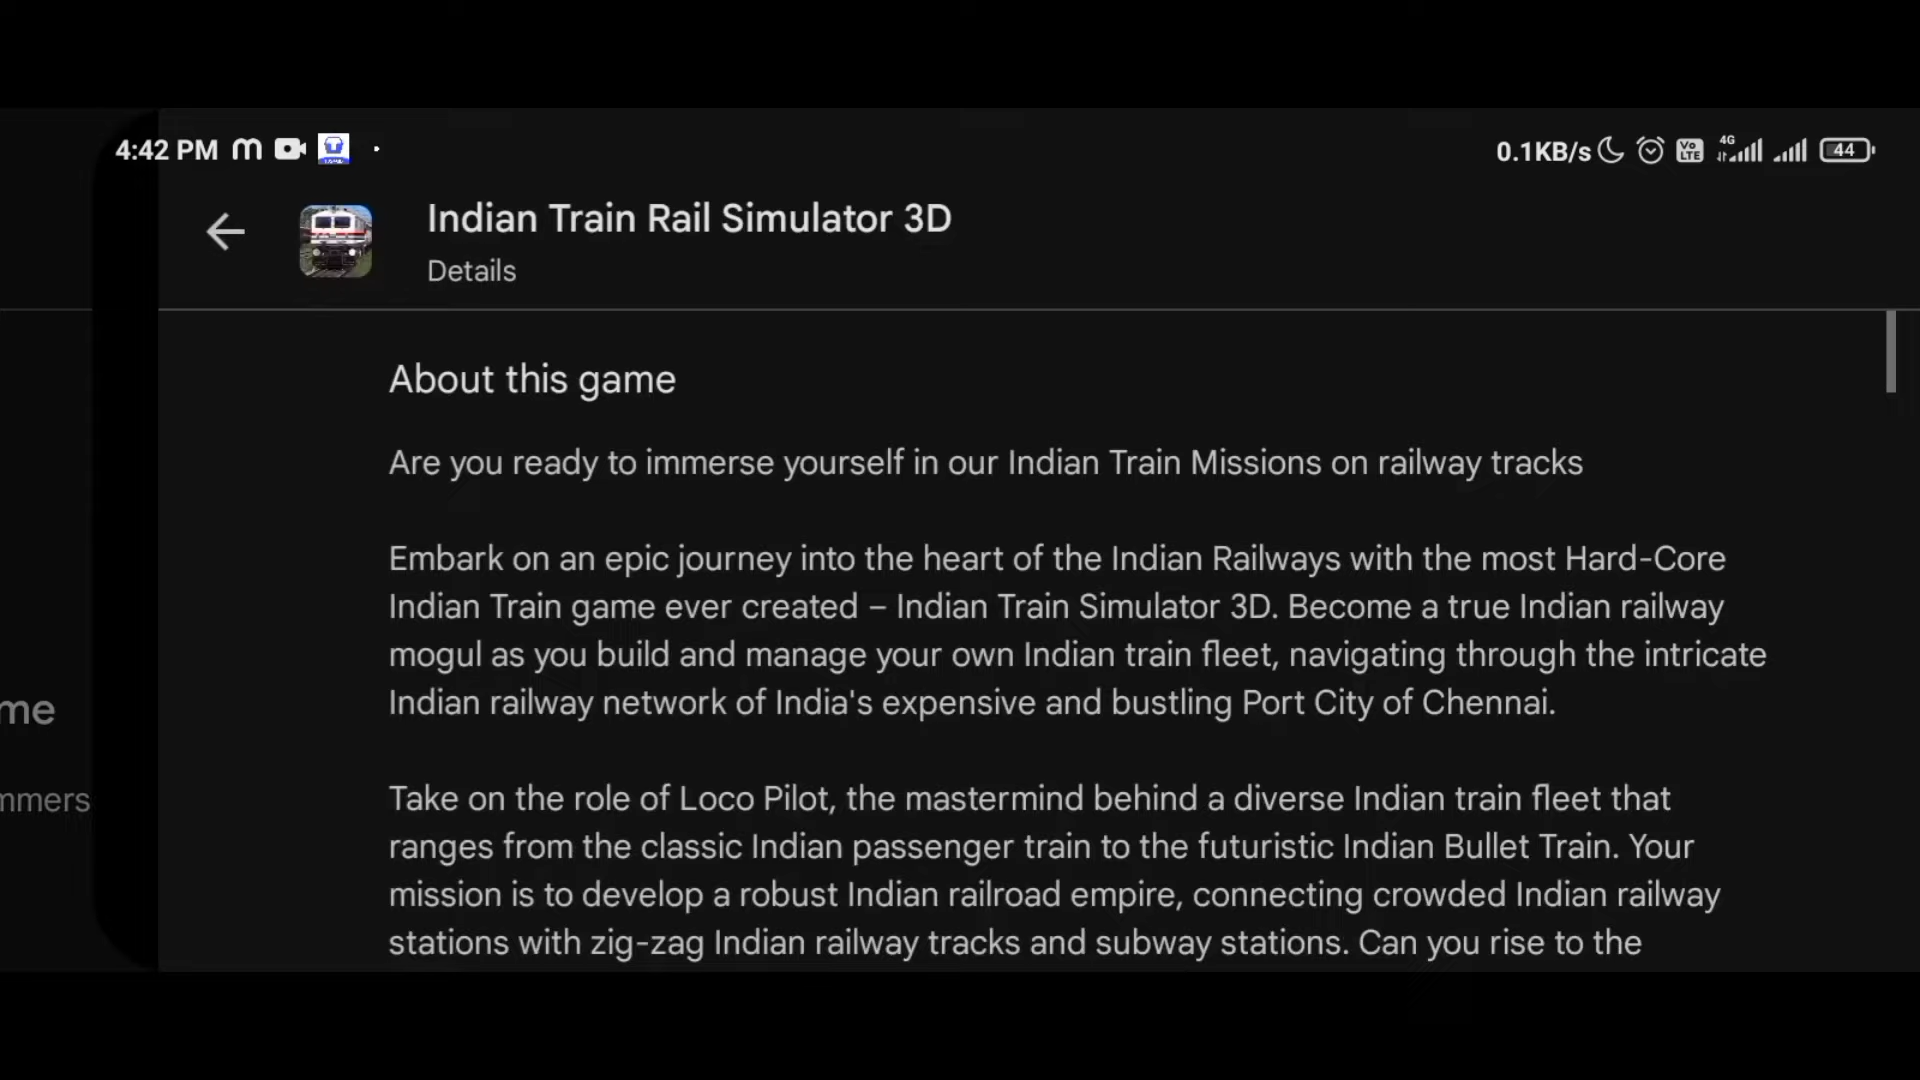 4:42 PM
0.1KB/s
4G
Vo
LTE
44
Indian Train Rail Simulator 3D
Details
About this game
Are you ready to immerse yourself in our Indian Train Missions on railway tracks
Embark on an epic journey into the heart of the Indian Railways with the most Hard-Core
Indian Train game ever created – Indian Train Simulator 3D. Become a true Indian railway
mogul as you build and manage your own Indian train fleet, navigating through the intricate
Indian railway network of India's expensive and bustling Port City of Chennai.
me
Take on the role of Loco Pilot, the mastermind behind a diverse Indian train fleet that
mmers
ranges from the classic Indian passenger train to the futuristic Indian Bullet Train. Your
mission is to develop a robust Indian railroad empire, connecting crowded Indian railway
stations with zig-zag Indian railway tracks and subway stations. Can you rise to the